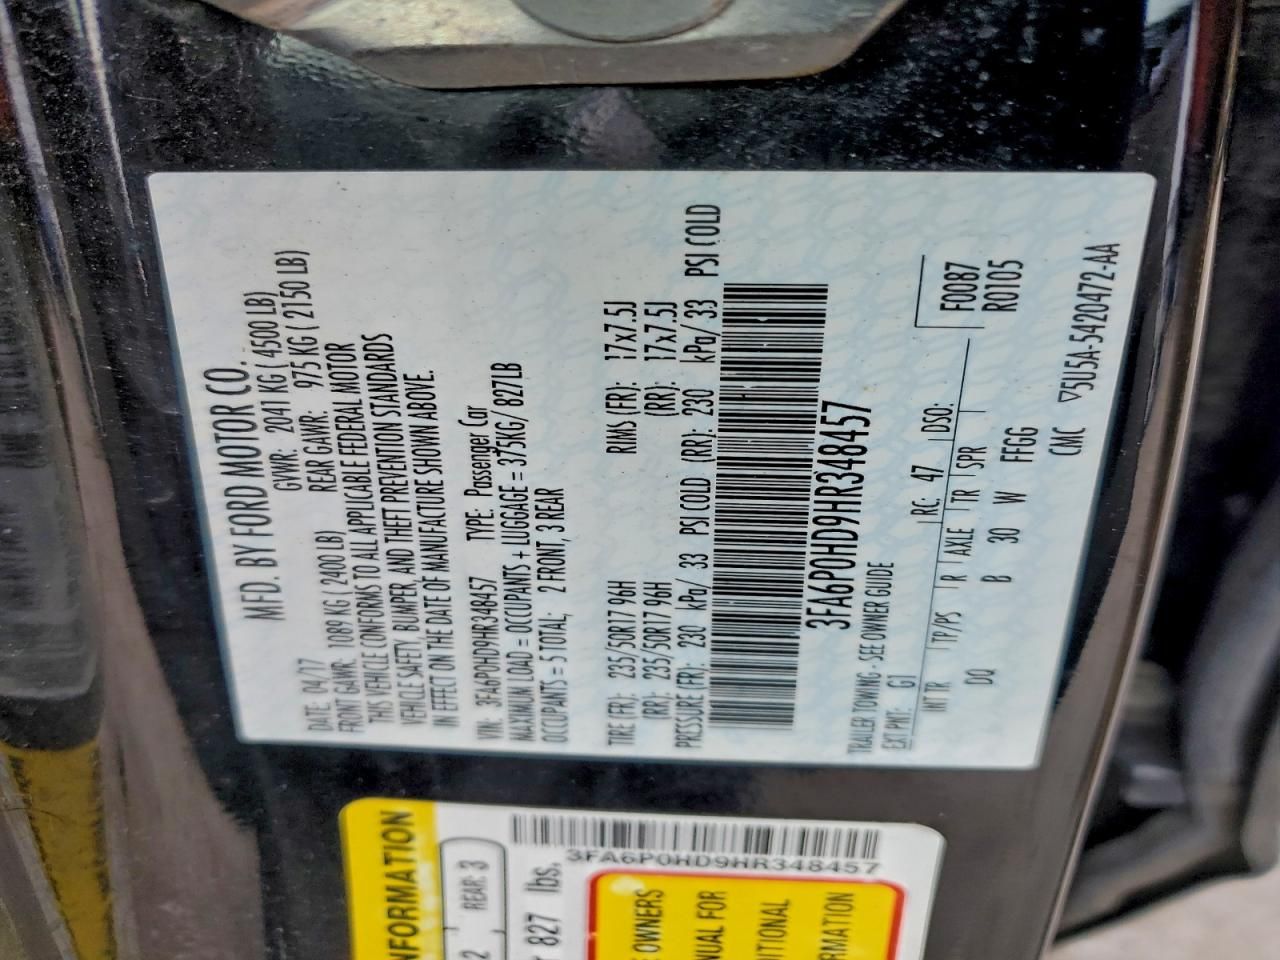 MFD. BY FORD MOTOR CO.
DATE: 04/17 GVWR: 2041 KG ( 4500 LB)
FRONT GAWR: 1089 KG ( 2400 LB) REAR GAWR: 975 KG ( 2150 LB)
THIS VEHICLE CONFORMS TO ALL APPLICABLE FEDERAL MOTOR
VEHICLE SAFETY, BUMPER, AND THEFT PREVENTION STANDARDS
IN EFFECT ON THE DATE OF MANUFACTURE SHOWN ABOVE.
VIN: 3FA6P0HD9HR348457 TYPE: Passenger Car
MAXIMUM LOAD = OCCUPANTS + LUGGAGE = 375KG/ 827LB
OCCUPANTS = 5 TOTAL; 2 FRONT, 3 REAR
TIRE (FR): 235/50R17 96H RIMS (FR): 17x7.5J
(RR): 235/50R17 96H (RR): 17x7.5J
PRESSURE (FR): 230 kPa/ 33 PSI COLD (RR): 230 kPa/ 33 PSI COLD
3FA6P0HD9HR348457
TRAILER TOWING - SEE OWNER GUIDE
EXT PNT: G1 RC: 47 DSO:
F0087
R0105
INT TR TP/PS R AXLE TR SPR
DQ B 30 W FFGG
CMC ▽5U5A-5420472-AA
NFORMATION
2 REAR: 3
827 lbs.
3FA6P0HD9HR348457
OWNERS
NUAL FOR
DITIONAL
ORMATION